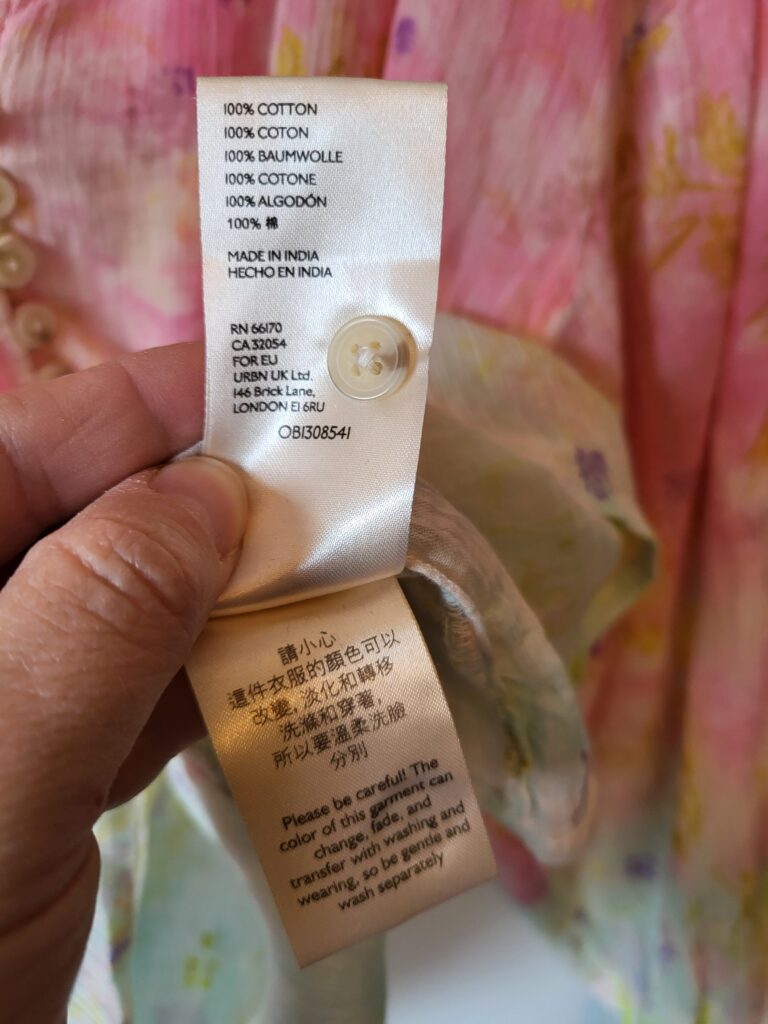 100% COTTON
100% COTON
100% BAUMWOLLE
100% COTONE
100% ALGODÓN
100% 棉
MADE IN INDIA
HECHO EN INDIA
RN 66170
CA 32054
FOR EU
URBN UK Ltd.
146 Brick Lane,
LONDON E1 6RU
OB1308541
請小心
這件衣服的顏色可以
改變, 淡化和轉移
洗滌和穿著,
所以要溫柔洗臉
分別
Please be careful! The
color of this garment can
change, fade, and
transfer with washing and
wearing, so be gentle and
wash separately